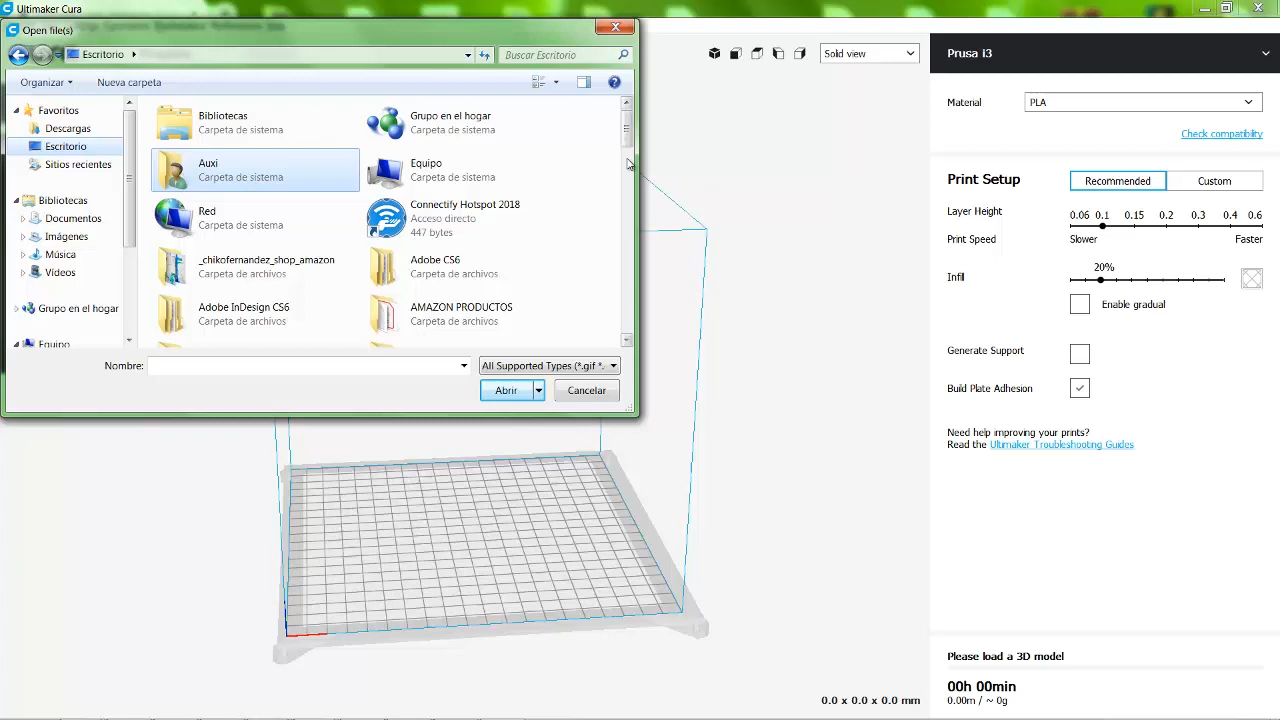 Ultimaker Cura
Open file(s)
Escritorio
Buscar Escritorio
Organizar
Nueva carpeta
Favoritos
Descargas
Escritorio
Sitios recientes
Bibliotecas
Documentos
Imágenes
Música
Vídeos
Grupo en el hogar
Equipo
Bibliotecas
Carpeta de sistema
Grupo en el hogar
Carpeta de sistema
Auxi
Carpeta de sistema
Equipo
Carpeta de sistema
Red
Carpeta de sistema
Connectify Hotspot 2018
Acceso directo
447 bytes
_chikofernandez_shop_amazon
Carpeta de archivos
Adobe CS6
Carpeta de archivos
Adobe InDesign CS6
Carpeta de archivos
AMAZON PRODUCTOS
Carpeta de archivos
Nombre:
All Supported Types (*.gif *.
Abrir
Cancelar
Solid view
Prusa i3
Material
PLA
Check compatibility
Print Setup
Recommended
Custom
Layer Height
0.06 0.1 0.15 0.2 0.3 0.4 0.6
Print Speed
Slower
Faster
Infill
20%
Enable gradual
Generate Support
Build Plate Adhesion
Need help improving your prints?
Read the Ultimaker Troubleshooting Guides
Please load a 3D model
00h 00min
0.00m / ~ 0g
0.0 x 0.0 x 0.0 mm